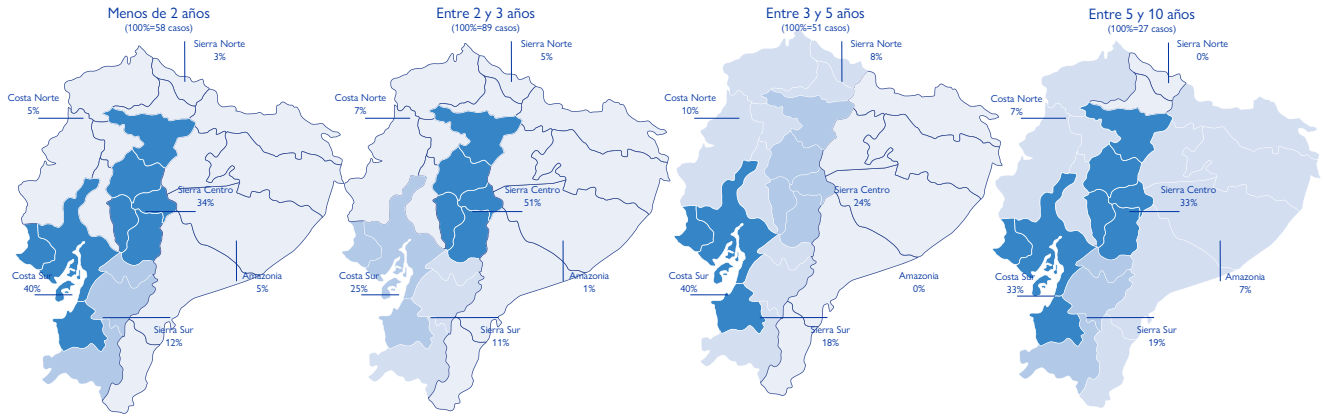 Menos de 2 años
(100%=58 casos)
Sierra Norte
3%
Costa Norte
5%
Sierra Centro
34%
Costa Sur
40%
Amazonia
5%
Sierra Sur
12%
Entre 2 y 3 años
(100%=89 casos)
Sierra Norte
5%
Costa Norte
7%
Sierra Centro
51%
Costa Sur
25%
Amazonia
1%
Sierra Sur
11%
Entre 3 y 5 años
(100%=51 casos)
Sierra Norte
8%
Costa Norte
10%
Sierra Centro
24%
Costa Sur
40%
Amazonia
0%
Sierra Sur
18%
Entre 5 y 10 años
(100%=27 casos)
Sierra Norte
0%
Costa Norte
7%
Sierra Centro
33%
Costa Sur
33%
Amazonia
7%
Sierra Sur
19%